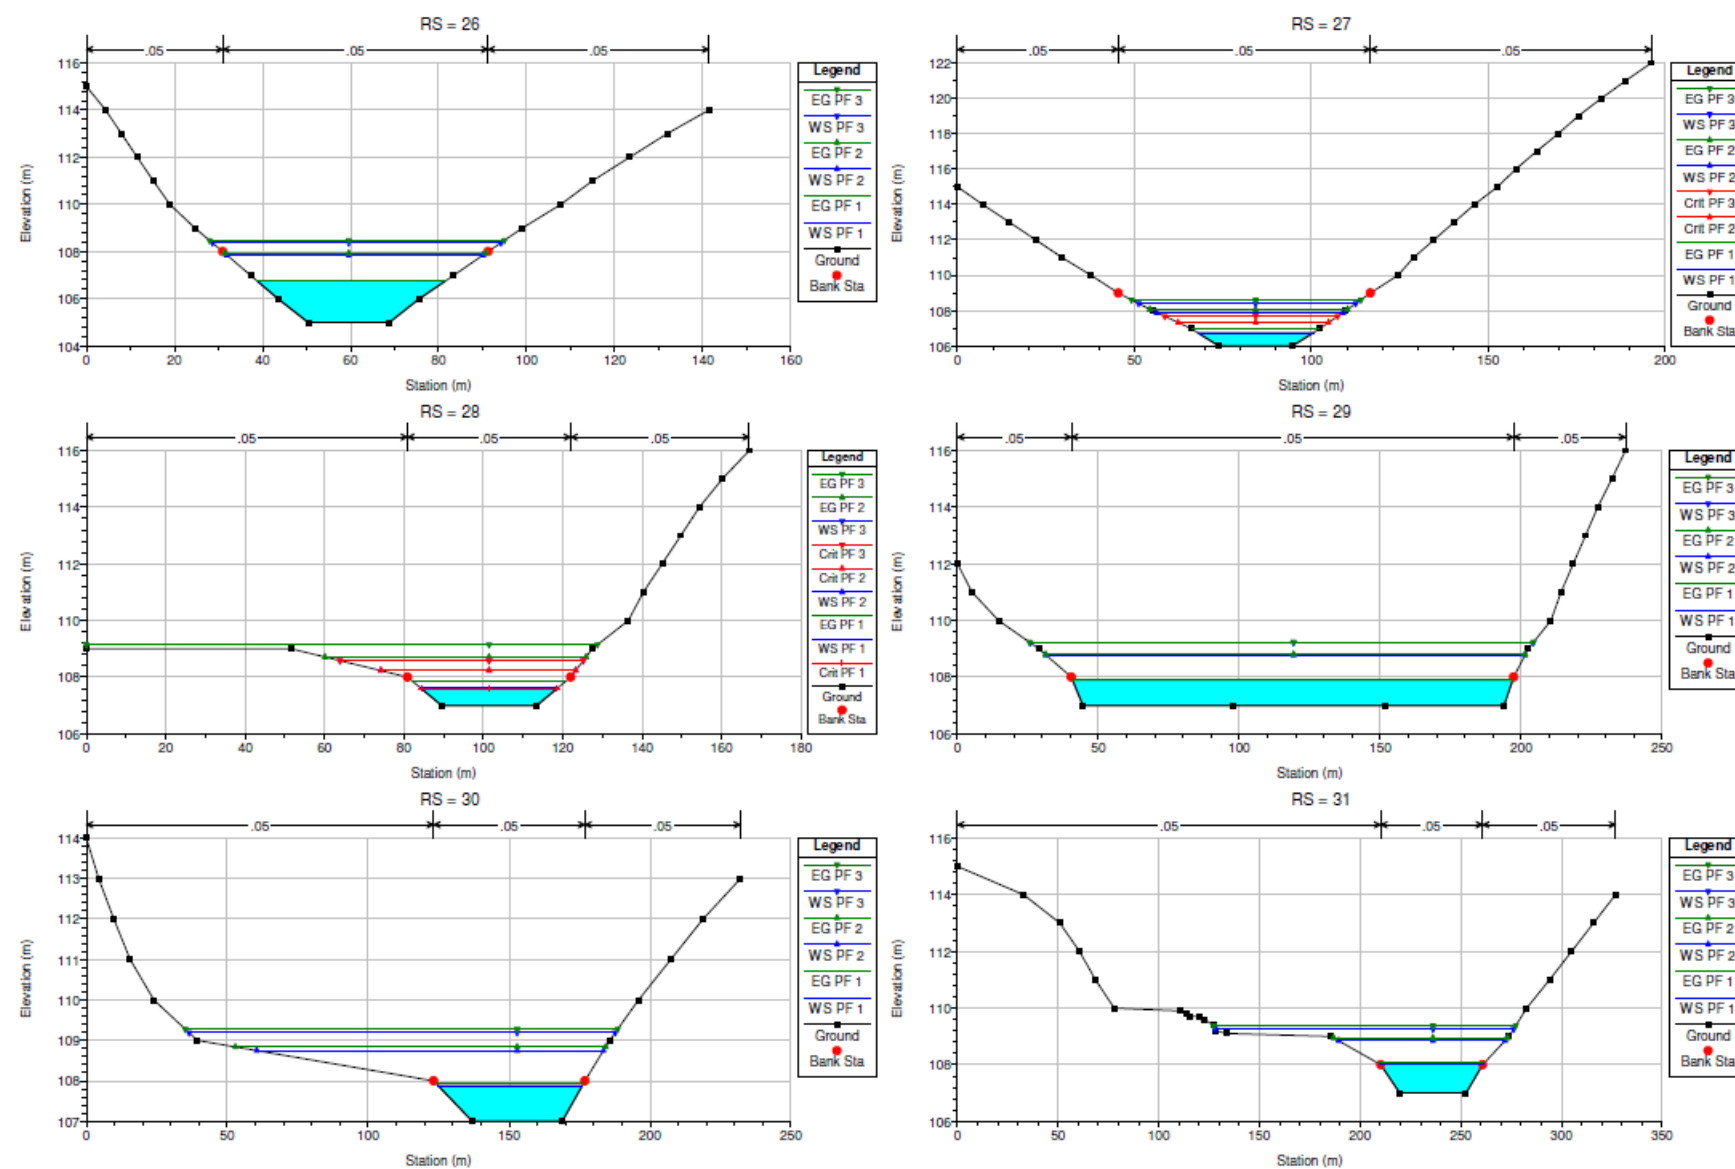 RS = 26
.05 .05 .05
116
114
112
110
108
106
104
Elevation (m)
0 20 40 60 80 100 120 140 160
Station (m)
Legend
EG PF 3
WS PF 3
EG PF 2
WS PF 2
EG PF 1
WS PF 1
Ground
Bank Sta
RS = 27
.05 .05 .05
122
120
118
116
114
112
110
108
106
Elevation (m)
0 50 100 150 200
Station (m)
Legend
EG PF 3
WS PF 3
EG PF 2
WS PF 2
Crit PF 3
Crit PF 2
EG PF 1
WS PF 1
Ground
Bank Sta
RS = 28
.05 .05 .05
116
114
112
110
108
106
Elevation (m)
0 20 40 60 80 100 120 140 160 180
Station (m)
Legend
EG PF 3
EG PF 2
WS PF 3
Crit PF 3
Crit PF 2
WS PF 2
EG PF 1
WS PF 1
Crit PF 1
Ground
Bank Sta
RS = 29
.05 .05 .05
116
114
112
110
108
106
Elevation (m)
0 50 100 150 200 250
Station (m)
Legend
EG PF 3
WS PF 3
EG PF 2
WS PF 2
EG PF 1
WS PF 1
Ground
Bank Sta
RS = 30
.05 .05 .05
114
113
112
111
110
109
108
107
Elevation (m)
0 50 100 150 200 250
Station (m)
Legend
EG PF 3
WS PF 3
EG PF 2
WS PF 2
EG PF 1
WS PF 1
Ground
Bank Sta
RS = 31
.05 .05 .05
116
114
112
110
108
106
Elevation (m)
0 50 100 150 200 250 300 350
Station (m)
Legend
EG PF 3
WS PF 3
EG PF 2
WS PF 2
EG PF 1
WS PF 1
Ground
Bank Sta